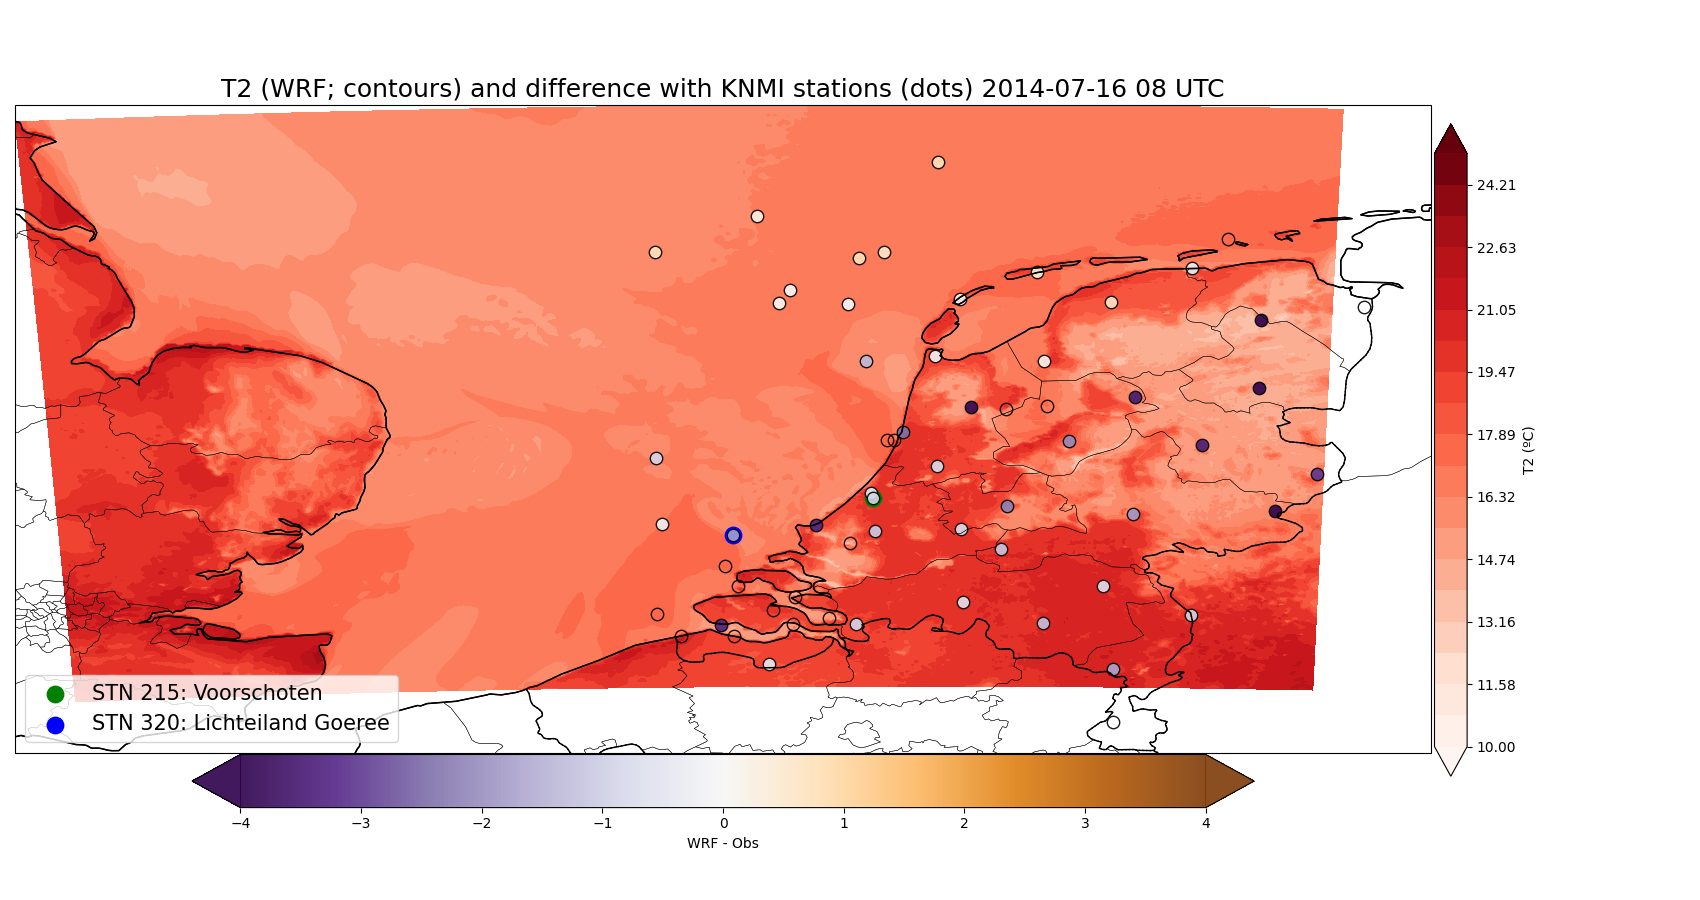 T2 (WRF; contours) and difference with KNMI stations (dots) 2014-07-16 08 UTC
24.21
22.63
21.05
19.47
17.89
16.32
14.74
13.16
11.58
10.00
T2 (ºC)
STN 215: Voorschoten
STN 320: Lichteiland Goeree
−4 −3 −2 −1 0 1 2 3 4
WRF - Obs